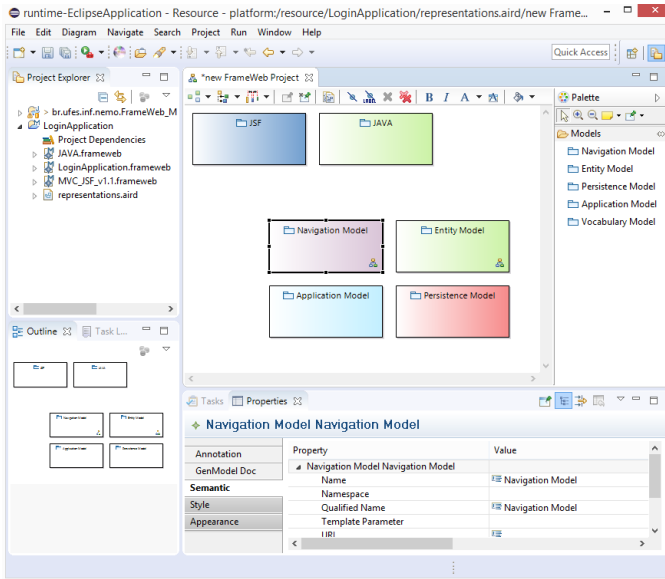 runtime-EclipseApplication - Resource - platform:/resource/LoginApplication/representations.aird/new Frame...
File Edit Diagram Navigate Search Project Run Window Help
Quick Access
Project Explorer
*new FrameWeb Project
Palette
br.ufes.inf.nemo.FrameWeb_M
LoginApplication
Project Dependencies
JAVA.frameweb
LoginApplication.frameweb
MVC_JSF_v1.1.frameweb
representations.aird
B I A
JSF
JAVA
Navigation Model
Entity Model
Application Model
Persistence Model
Models
Navigation Model
Entity Model
Persistence Model
Application Model
Vocabulary Model
Outline
Task L...
Tasks
Properties
Navigation Model Navigation Model
Annotation
GenModel Doc
Semantic
Style
Appearance
Property Value
Navigation Model Navigation Model
Name Navigation Model
Namespace
Qualified Name Navigation Model
Template Parameter
URI